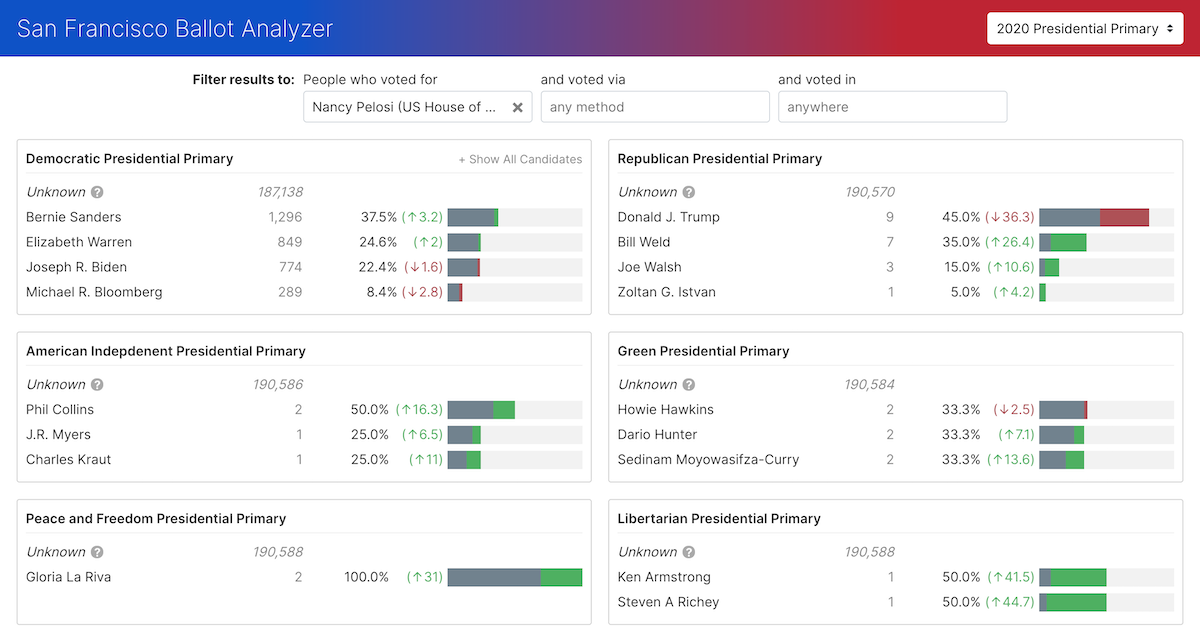 San Francisco Ballot Analyzer
2020 Presidential Primary
Filter results to: People who voted for and voted via and voted in
Nancy Pelosi (US House of ... × any method anywhere
Democratic Presidential Primary + Show All Candidates
Unknown ? 187,138
Bernie Sanders 1,296 37.5% (↑3.2)
Elizabeth Warren 849 24.6% (↑2)
Joseph R. Biden 774 22.4% (↓1.6)
Michael R. Bloomberg 289 8.4% (↓2.8)
Republican Presidential Primary
Unknown ? 190,570
Donald J. Trump 9 45.0% (↓36.3)
Bill Weld 7 35.0% (↑26.4)
Joe Walsh 3 15.0% (↑10.6)
Zoltan G. Istvan 1 5.0% (↑4.2)
American Indepdenent Presidential Primary
Unknown ? 190,586
Phil Collins 2 50.0% (↑16.3)
J.R. Myers 1 25.0% (↑6.5)
Charles Kraut 1 25.0% (↑11)
Green Presidential Primary
Unknown ? 190,584
Howie Hawkins 2 33.3% (↓2.5)
Dario Hunter 2 33.3% (↑7.1)
Sedinam Moyowasifza-Curry 2 33.3% (↑13.6)
Peace and Freedom Presidential Primary
Unknown ? 190,588
Gloria La Riva 2 100.0% (↑31)
Libertarian Presidential Primary
Unknown ? 190,588
Ken Armstrong 1 50.0% (↑41.5)
Steven A Richey 1 50.0% (↑44.7)